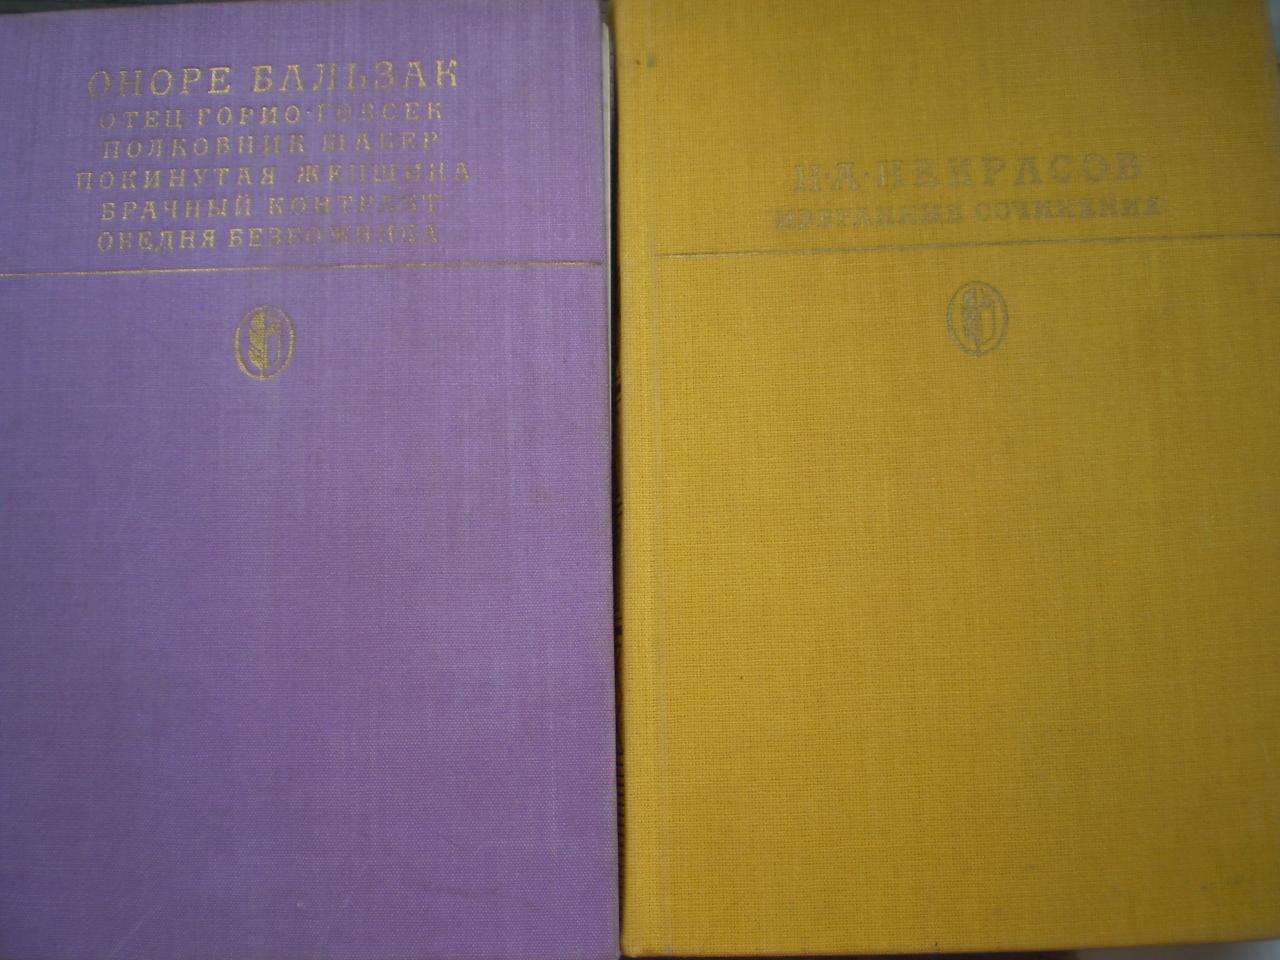 ОНОРЕ БАЛЬЗАК
ОТЕЦ ГОРИО · ГОБСЕК
ПОЛКОВНИК ШАБЕР
ПОКИНУТАЯ ЖЕНЩИНА
БРАЧНЫЙ КОНТРАКТ
ОБЕДНЯ БЕЗБОЖНИКА
Н · А · НЕКРАСОВ
ИЗБРАННЫЕ СОЧИНЕНИЯ